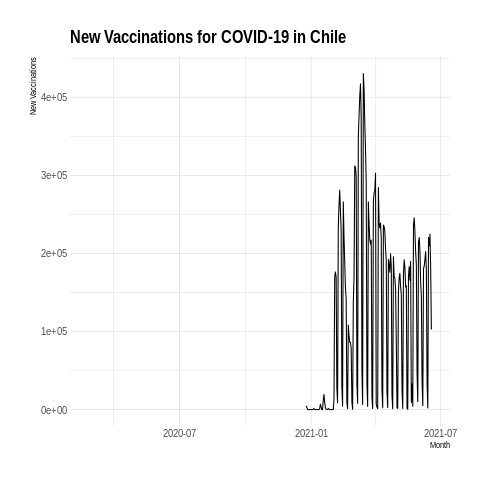 New Vaccinations for COVID-19 in Chile
New Vaccinations
4e+05
3e+05
2e+05
1e+05
0e+00
2020-07
2021-01
2021-07
Month